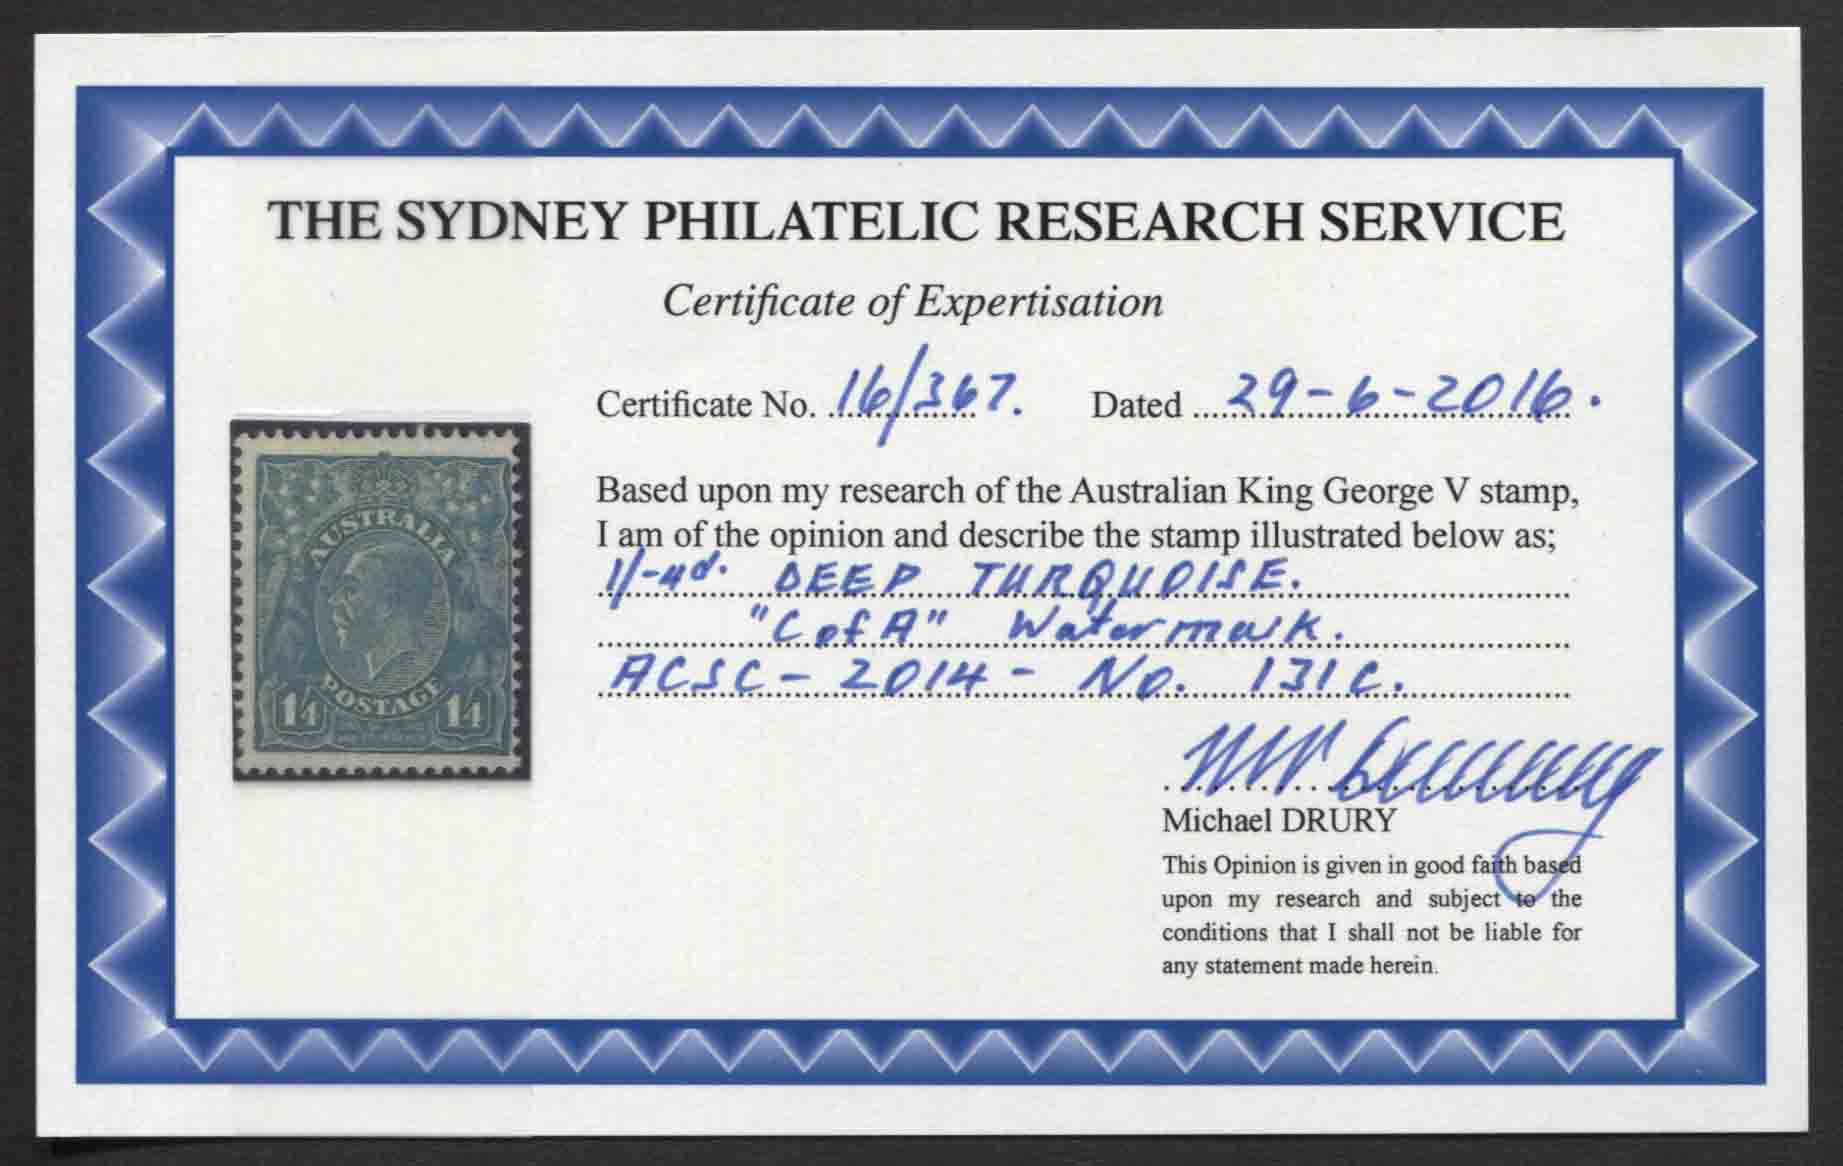 THE SYDNEY PHILATELIC RESEARCH SERVICE
Certificate of Expertisation
Certificate No. 16/367. Dated 29-6-2016.
Based upon my research of the Australian King George V stamp,
I am of the opinion and describe the stamp illustrated below as;
1/-4d. DEEP TURQUOISE.
"C of A" Watermark.
ACSC-2014- No. 131C.
AUSTRALIA
POSTAGE
1/4 1/4
Michael DRURY
This Opinion is given in good faith based
upon my research and subject to the
conditions that I shall not be liable for
any statement made herein.